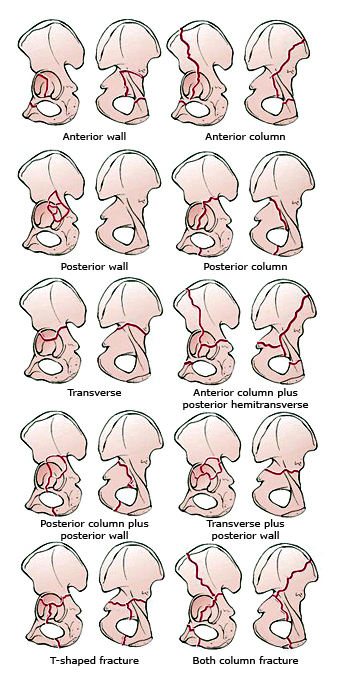 Anterior wall
Anterior column
Posterior wall
Posterior column
Transverse
Anterior column plus
posterior hemitransverse
Posterior column plus
posterior wall
Transverse plus
posterior wall
T-shaped fracture
Both column fracture